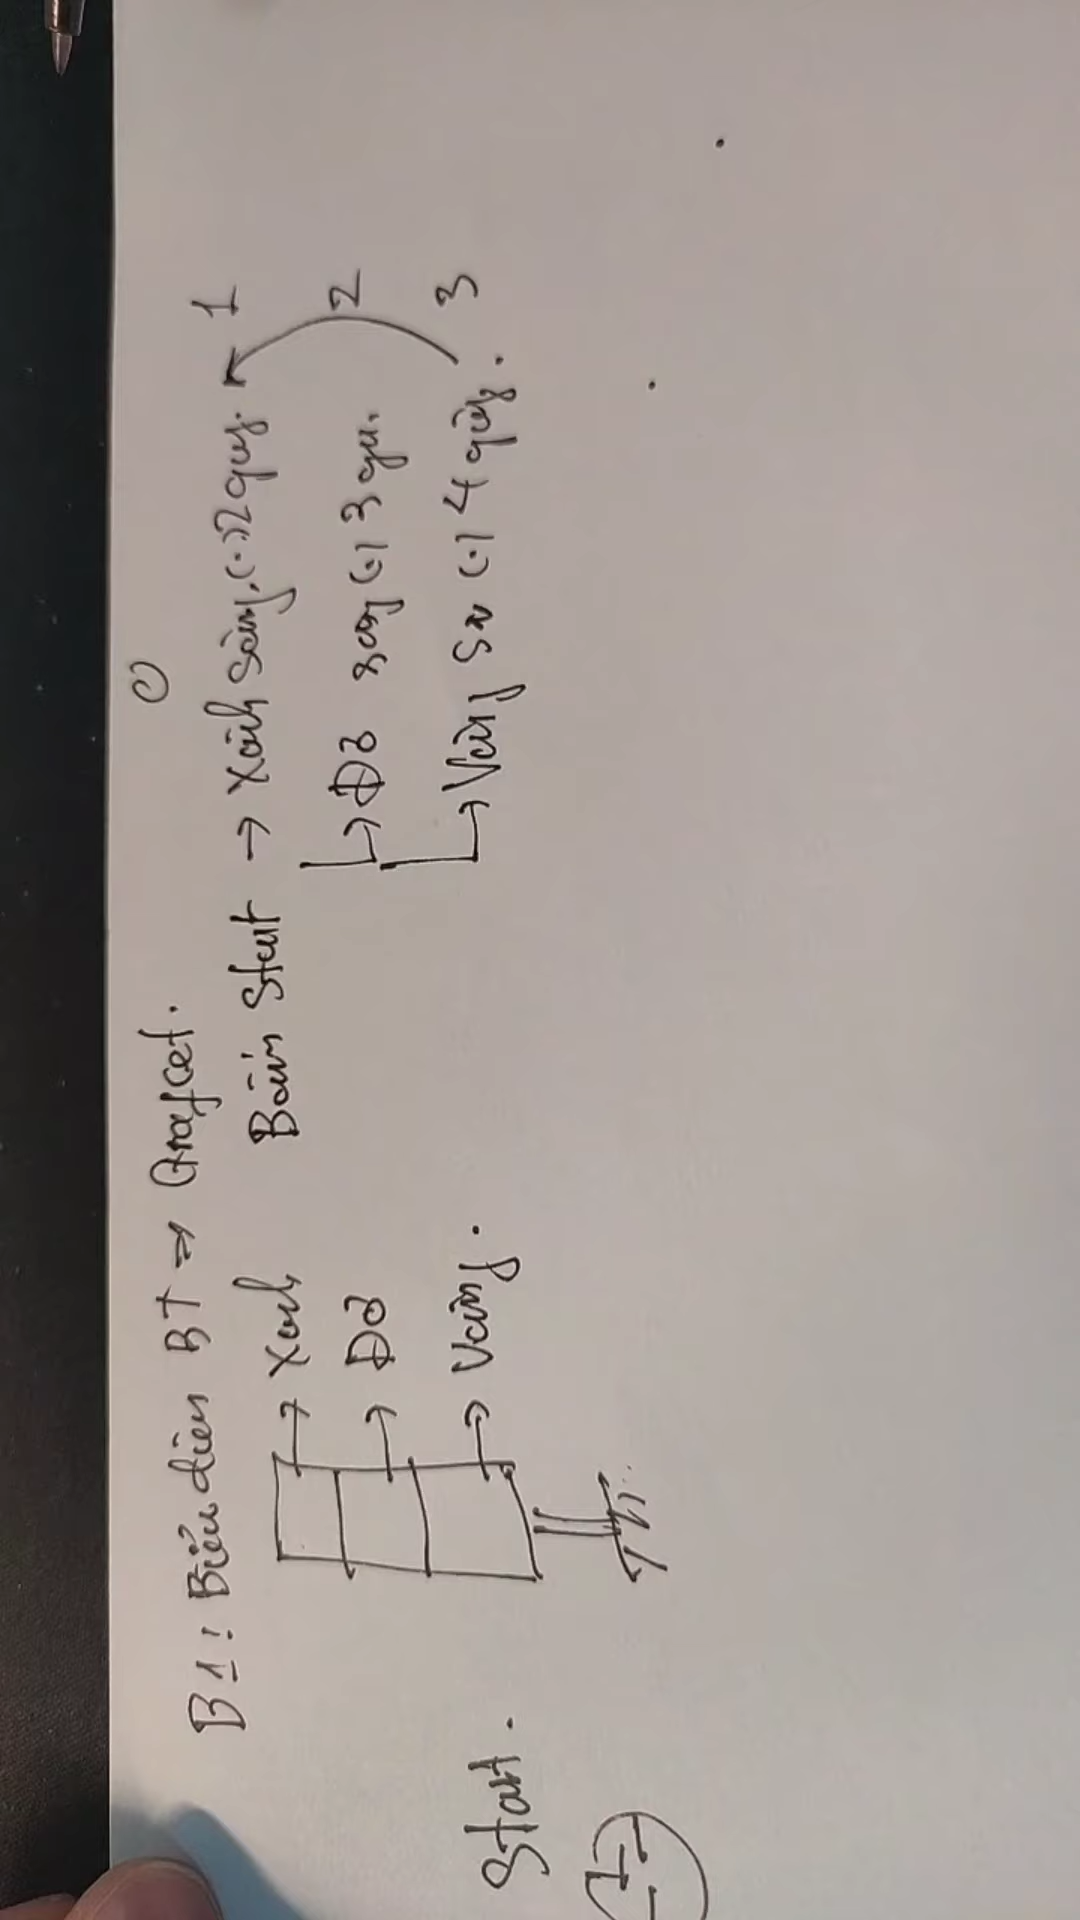 B1: Biểu diễn BT ⇒ Grafcet.
0
Bấm Start → Xanh sáng (.) 2 giây. 1
→ Đỏ sáng (.) 3 giây. 2
→ Vàng (.) 4 giây. 3
→ Xanh
→ Đỏ
→ Vàng.
Start.